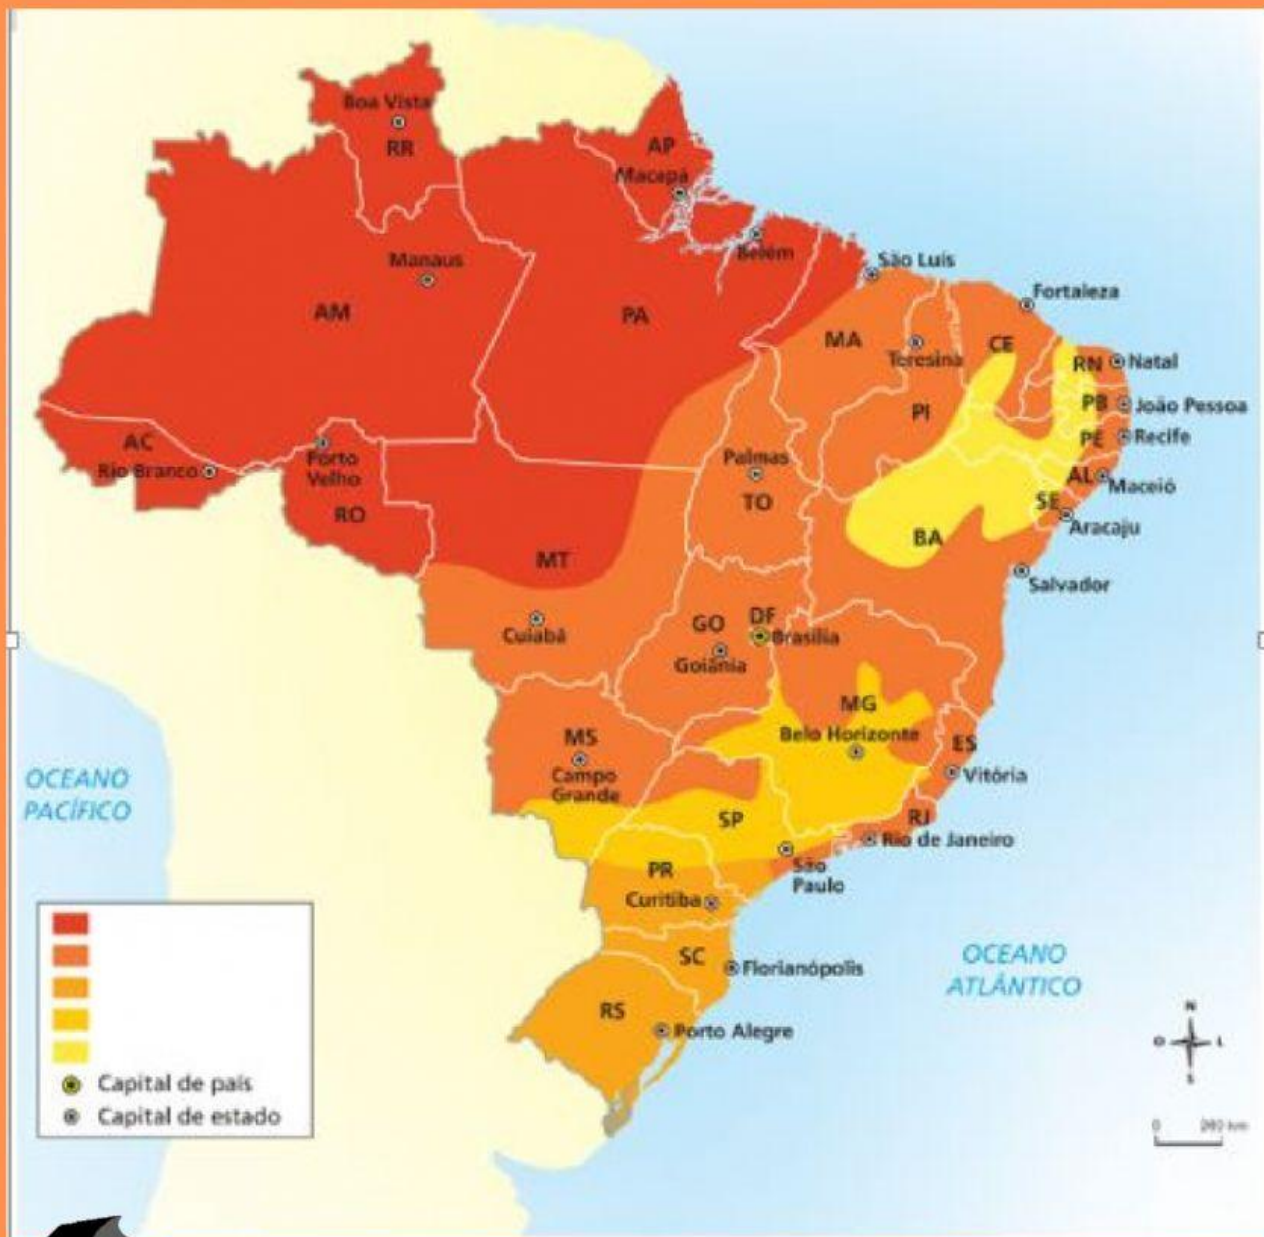 Boa Vista
RR
AP
Macapá
Belém
Manaus
São Luís
Fortaleza
AM
PA
MA
Teresina
CE
RN
Natal
PI
PB
João Pessoa
AC
Rio Branco
Porto
Velho
Palmas
PE
Recife
TO
AL
Maceió
RO
SE
Aracaju
BA
MT
Salvador
Cuiabá
GO
DF
Brasília
Goiânia
MG
Belo Horizonte
MS
Campo
Grande
ES
Vitória
OCEANO
PACÍFICO
SP
RJ
Rio de Janeiro
São
Paulo
PR
Curitiba
SC
Florianópolis
OCEANO
ATLÂNTICO
RS
Porto Alegre
N
O
L
S
Capital de país
Capital de estado
0
km